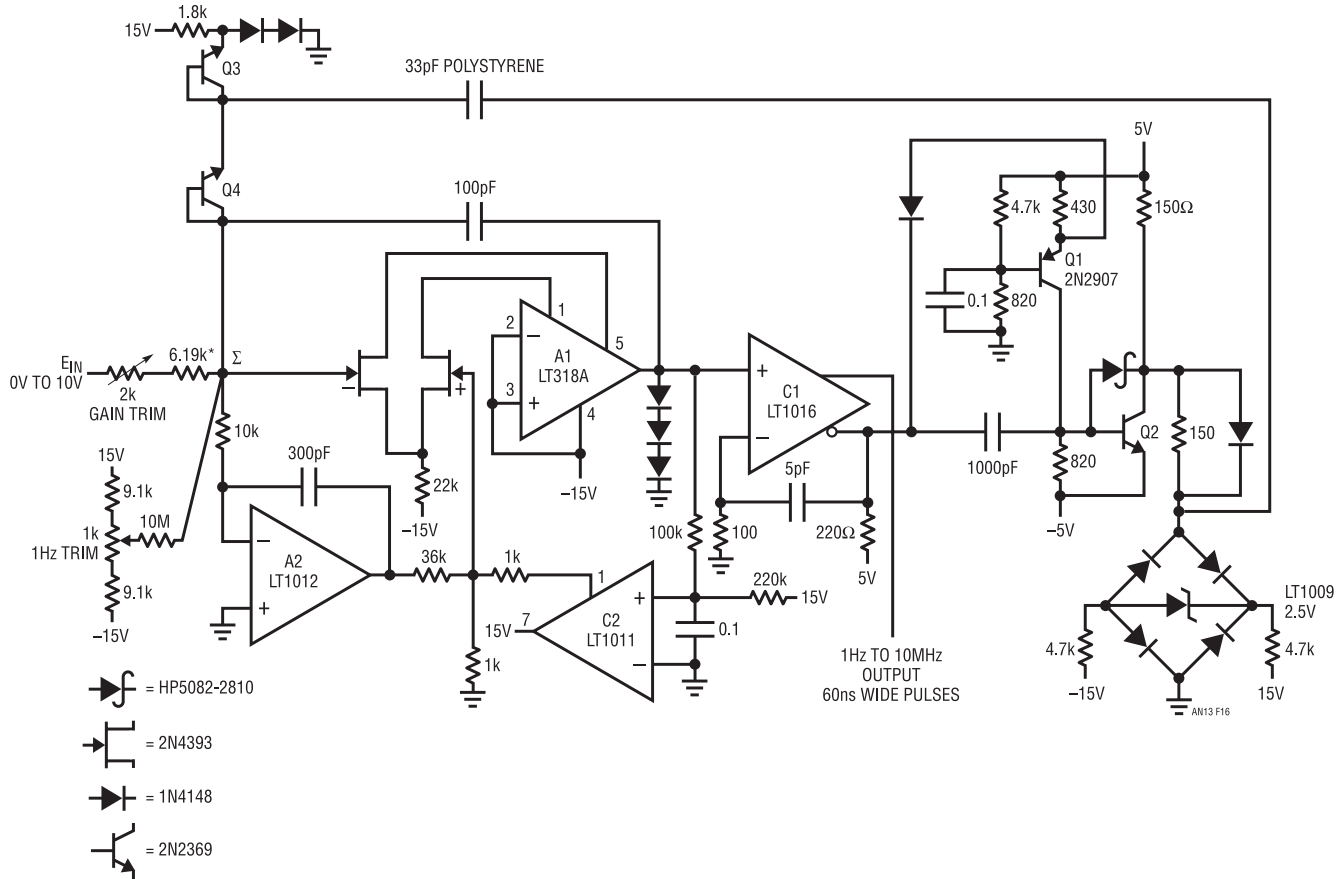 1.8k
15V
Q3
33pF POLYSTYRENE
5V
Q4
100pF
4.7k
430
150Ω
Q1
2N2907
0.1
820
1
5
2
A1
LT318A
3
4
–15V
EIN
0V TO 10V
2k
GAIN TRIM
6.19k*
Σ
–
+
–
+
+
–
C1
LT1016
1000pF
820
–5V
Q2
150
10k
300pF
22k
–15V
5pF
100
220Ω
5V
15V
9.1k
1k
1Hz TRIM
10M
9.1k
–15V
–
A2
LT1012
+
36k
1k
1k
100k
1
+
C2
LT1011
–
7
15V
220k
15V
0.1
1Hz TO 10MHz
OUTPUT
60ns WIDE PULSES
LT1009
2.5V
4.7k
–15V
4.7k
15V
AN13 F16
= HP5082-2810
= 2N4393
= 1N4148
= 2N2369